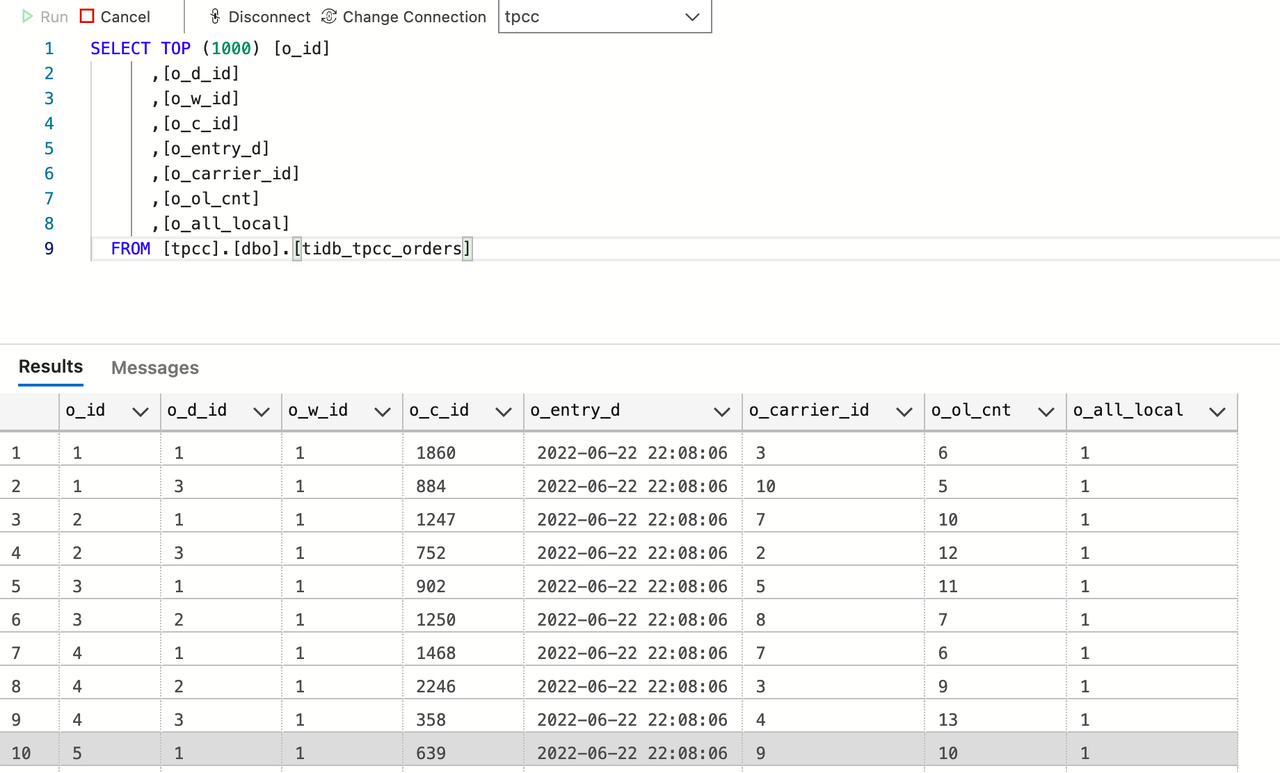 Run Cancel Disconnect Change Connection tpcc
1 SELECT TOP (1000) [o_id]
2 ,[o_d_id]
3 ,[o_w_id]
4 ,[o_c_id]
5 ,[o_entry_d]
6 ,[o_carrier_id]
7 ,[o_ol_cnt]
8 ,[o_all_local]
9 FROM [tpcc].[dbo].[tidb_tpcc_orders]
Results Messages
o_id o_d_id o_w_id o_c_id o_entry_d o_carrier_id o_ol_cnt o_all_local
1 1 1 1 1860 2022-06-22 22:08:06 3 6 1
2 1 3 1 884 2022-06-22 22:08:06 10 5 1
3 2 1 1 1247 2022-06-22 22:08:06 7 10 1
4 2 3 1 752 2022-06-22 22:08:06 2 12 1
5 3 1 1 902 2022-06-22 22:08:06 5 11 1
6 3 2 1 1250 2022-06-22 22:08:06 8 7 1
7 4 1 1 1468 2022-06-22 22:08:06 7 6 1
8 4 2 1 2246 2022-06-22 22:08:06 3 9 1
9 4 3 1 358 2022-06-22 22:08:06 4 13 1
10 5 1 1 639 2022-06-22 22:08:06 9 10 1